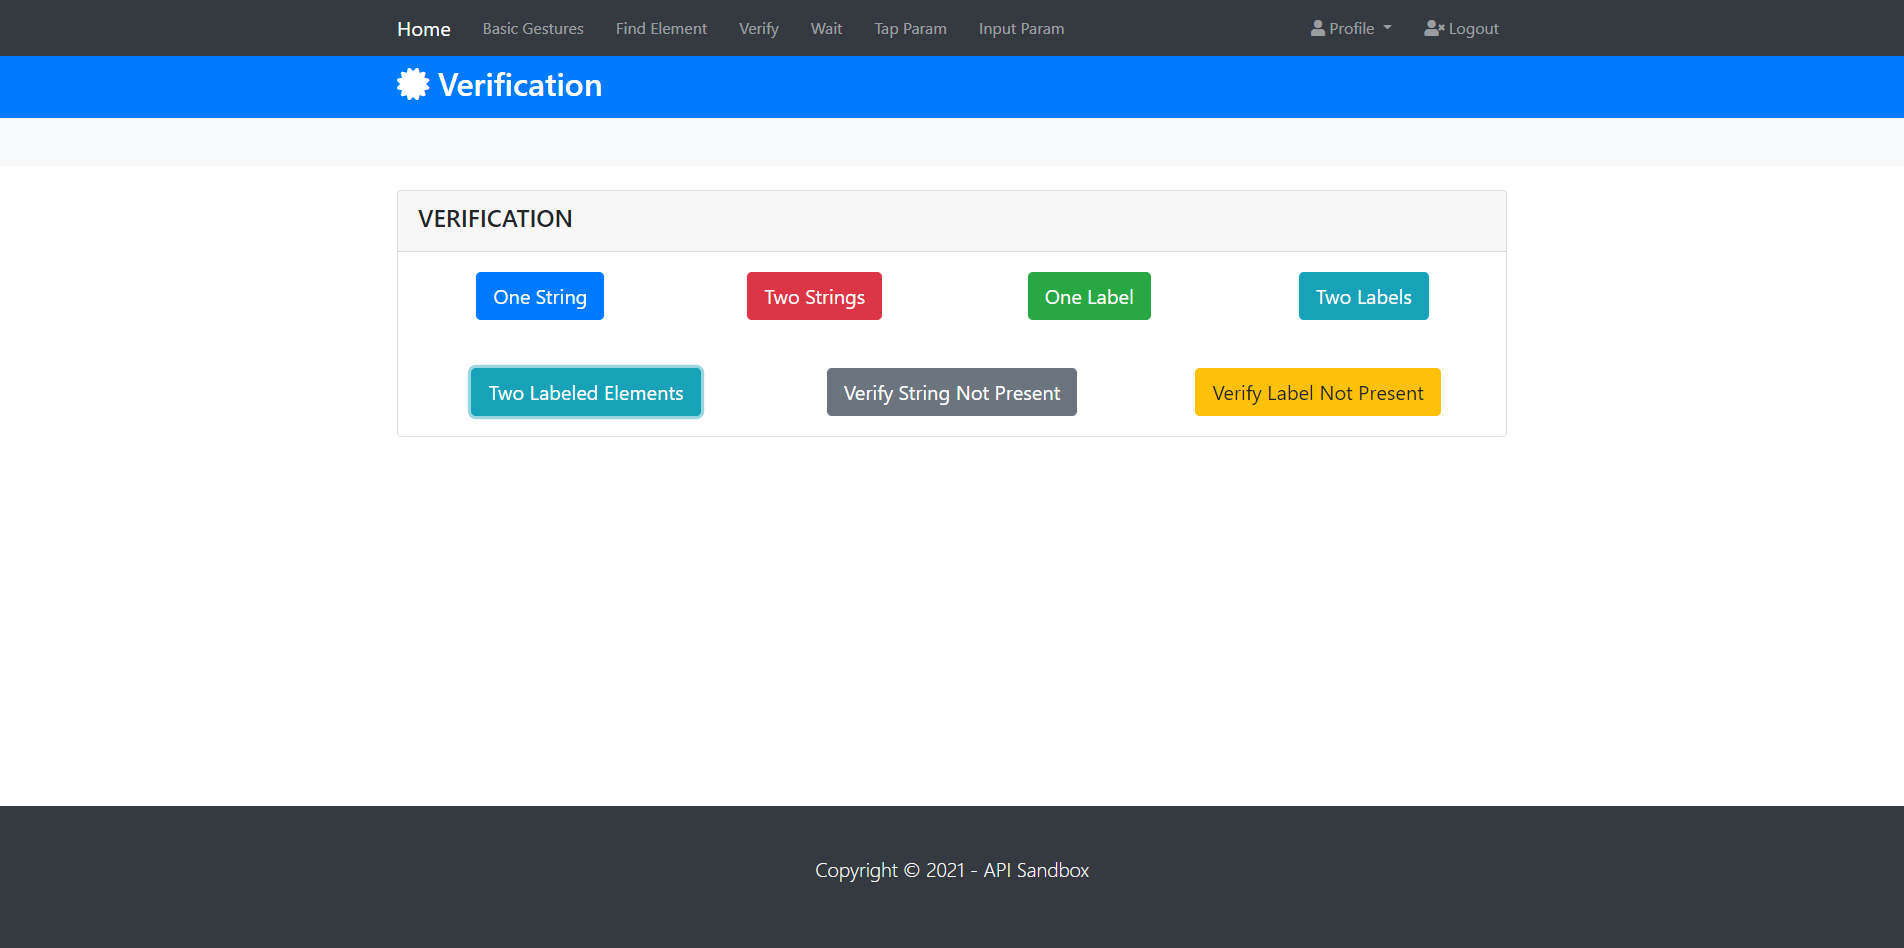 Home Basic Gestures Find Element Verify Wait Tap Param Input Param Profile Logout
Verification
VERIFICATION
One String Two Strings One Label Two Labels
Two Labeled Elements Verify String Not Present Verify Label Not Present
Copyright © 2021 - API Sandbox